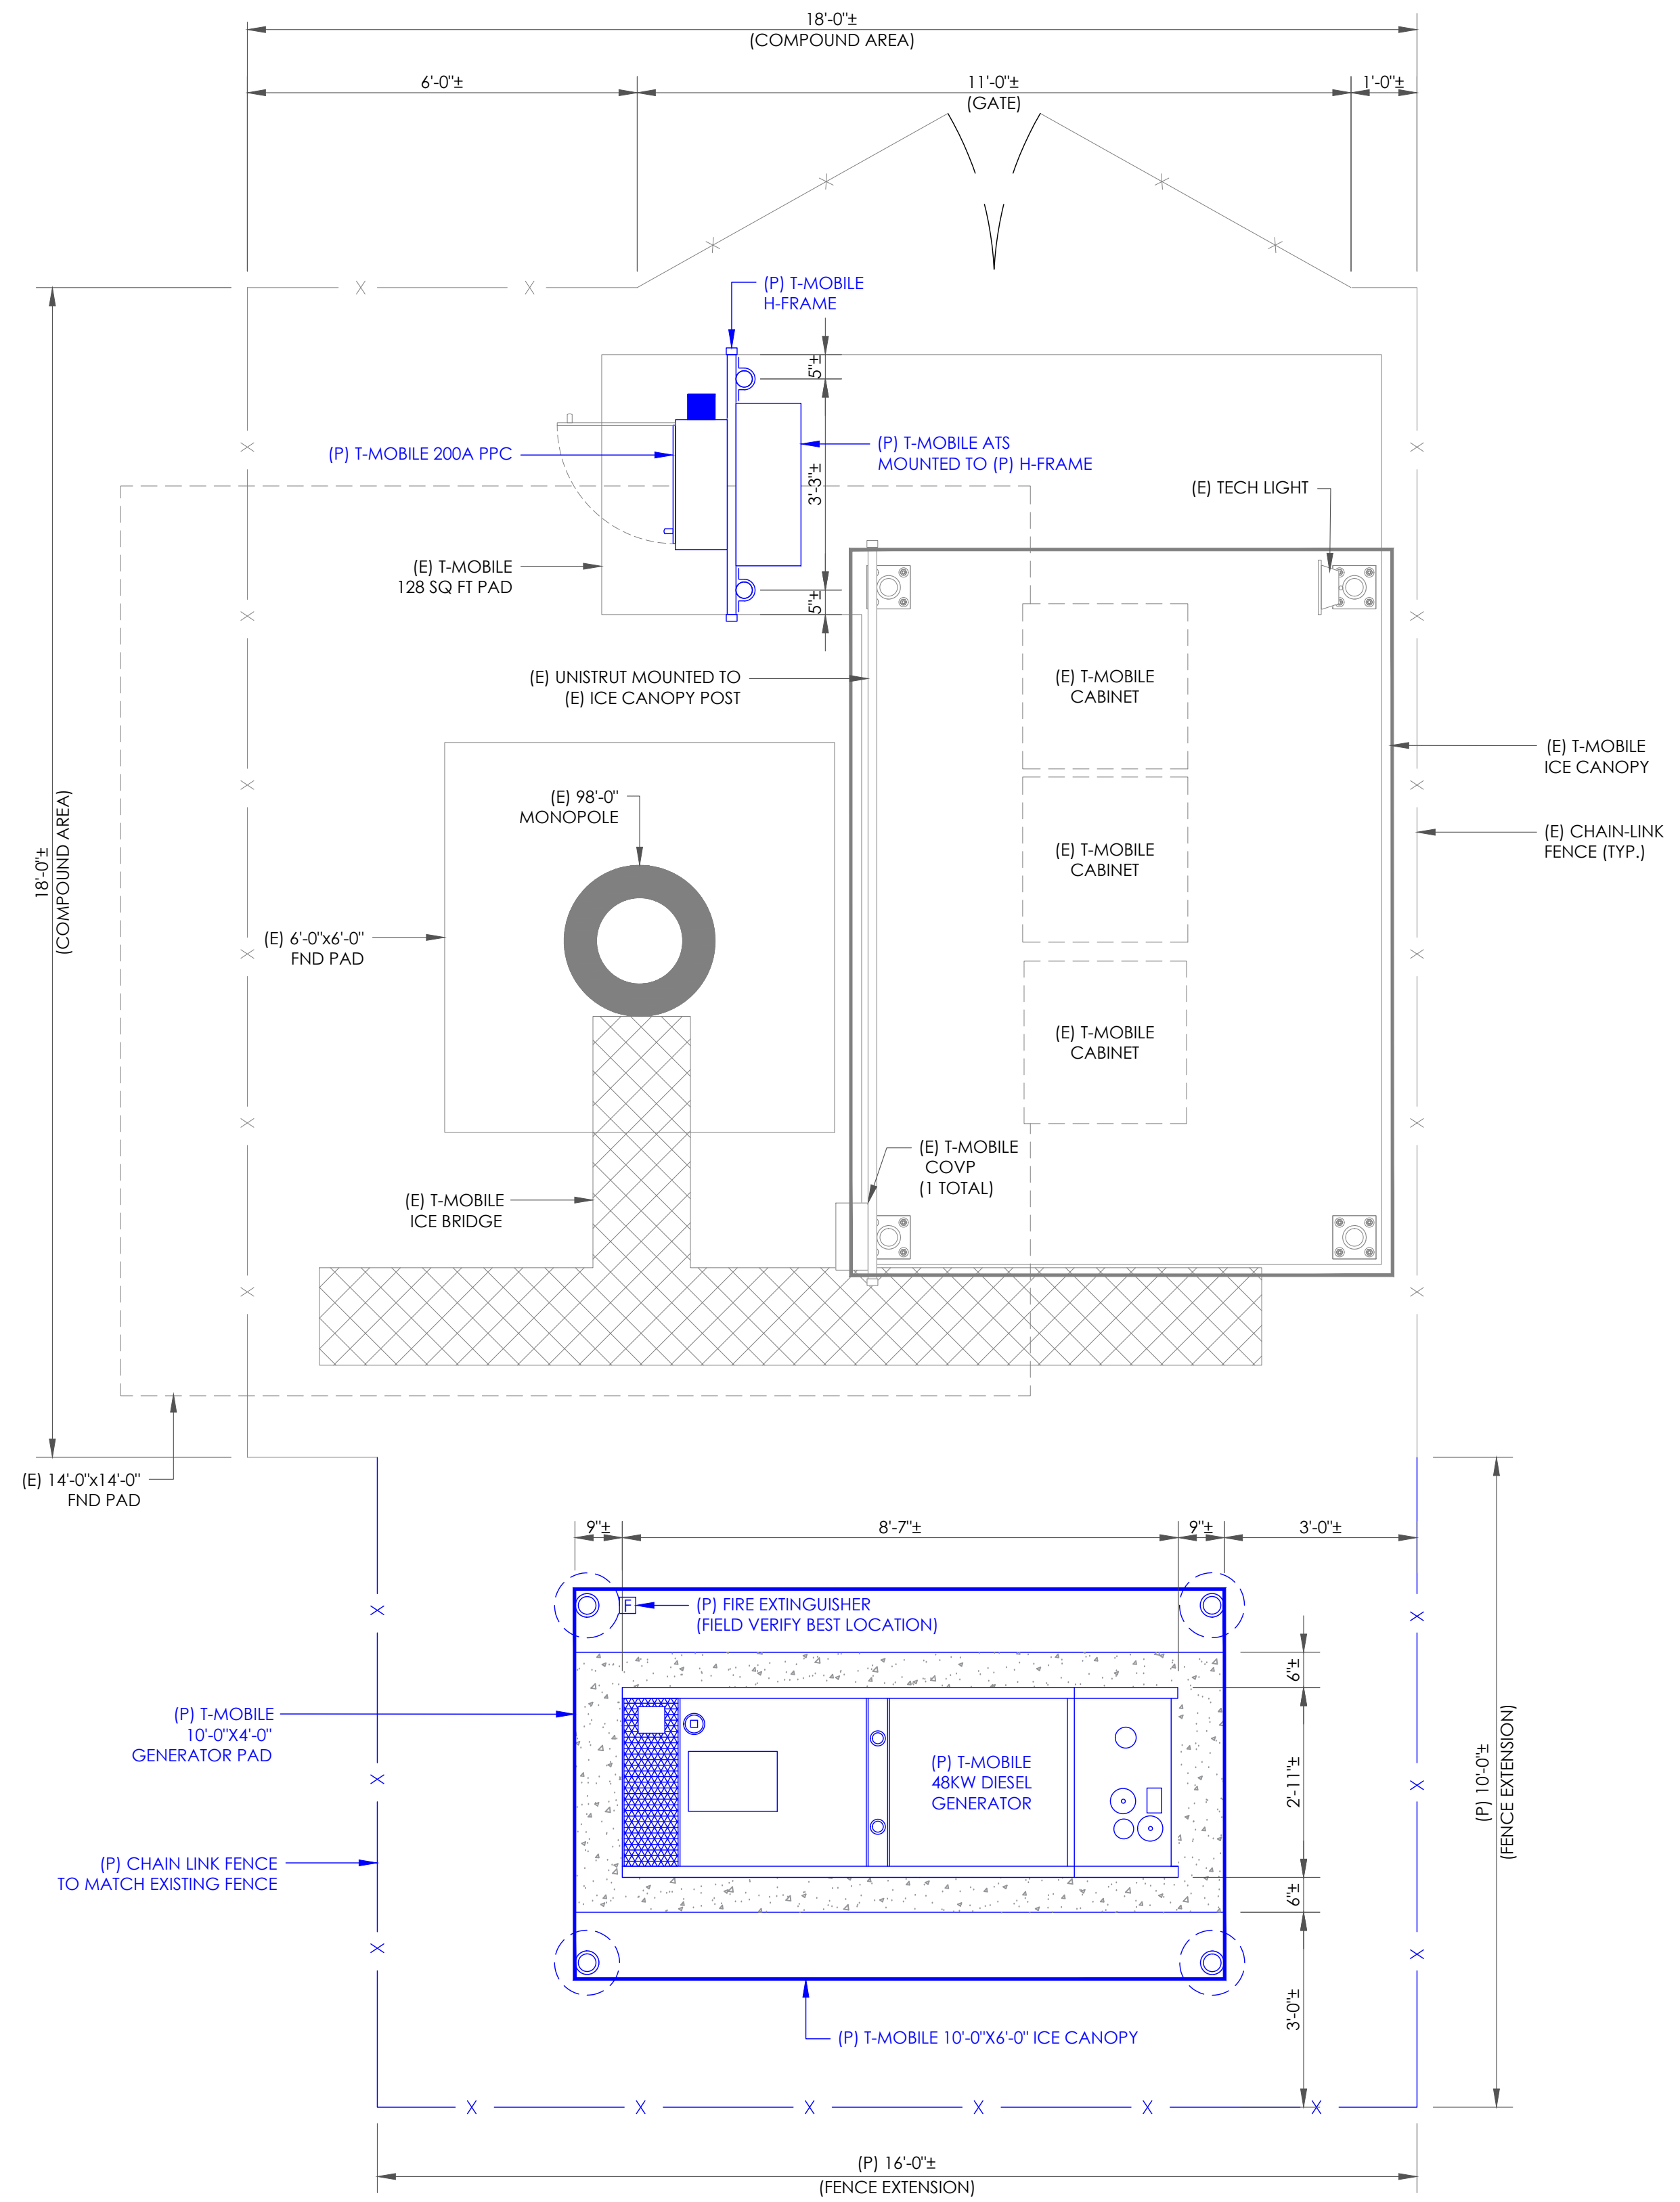 18'-0"±
(COMPOUND AREA)
6'-0"±
11'-0"±
(GATE)
1'-0"±
(P) T-MOBILE
H-FRAME
5"±
(P) T-MOBILE 200A PPC
(P) T-MOBILE ATS
MOUNTED TO (P) H-FRAME
3'-3"±
(E) TECH LIGHT
(E) T-MOBILE
128 SQ FT PAD
5"±
(E) UNISTRUT MOUNTED TO
(E) ICE CANOPY POST
(E) T-MOBILE
CABINET
(E) T-MOBILE
ICE CANOPY
(E) 98'-0"
MONOPOLE
(E) CHAIN-LINK
FENCE (TYP.)
(E) T-MOBILE
CABINET
18'-0"±
(COMPOUND AREA)
(E) 6'-0"x6'-0"
FND PAD
(E) T-MOBILE
CABINET
(E) T-MOBILE
COVP
(1 TOTAL)
(E) T-MOBILE
ICE BRIDGE
(E) 14'-0"x14'-0"
FND PAD
9"±
8'-7"±
9"±
3'-0"±
F
(P) FIRE EXTINGUISHER
(FIELD VERIFY BEST LOCATION)
6"±
(P) T-MOBILE
10'-0"X4'-0"
GENERATOR PAD
(P) T-MOBILE
48KW DIESEL
GENERATOR
2'-11"±
(P) 10'-0"±
(FENCE EXTENSION)
(P) CHAIN LINK FENCE
TO MATCH EXISTING FENCE
6"±
3'-0"±
(P) T-MOBILE 10'-0"X6'-0" ICE CANOPY
(P) 16'-0"±
(FENCE EXTENSION)